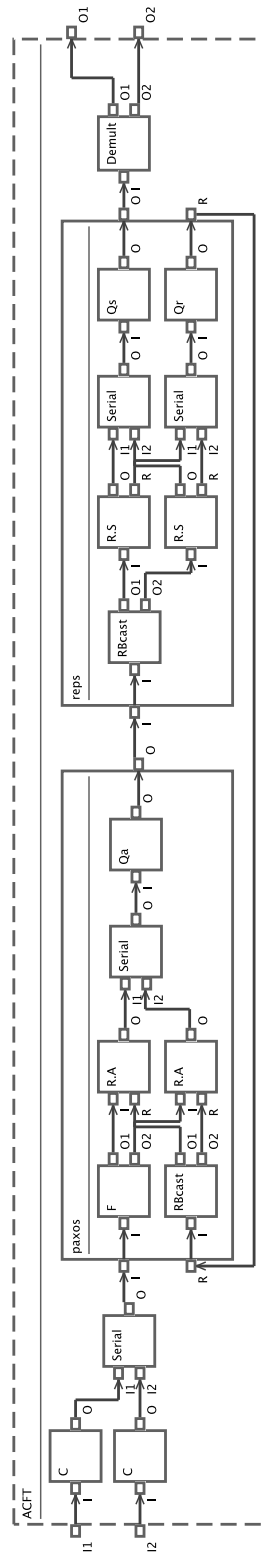 ACFT
I1
I
C
O
I2
I
C
O
I1
I2
Serial
O
paxos
I
I
F
O1
O2
R
I
RBcast
O1
O2
I
R
R.A
O
I
R
R.A
O
I1
I2
Serial
O
I
Qa
O
O
reps
I
I
RBcast
O1
O2
I
R.S
O
R
I
R.S
O
R
I1
I2
Serial
O
I1
I2
Serial
O
I
Qs
O
I
Qr
O
O
R
I
Demult
O1
O2
O1
O2